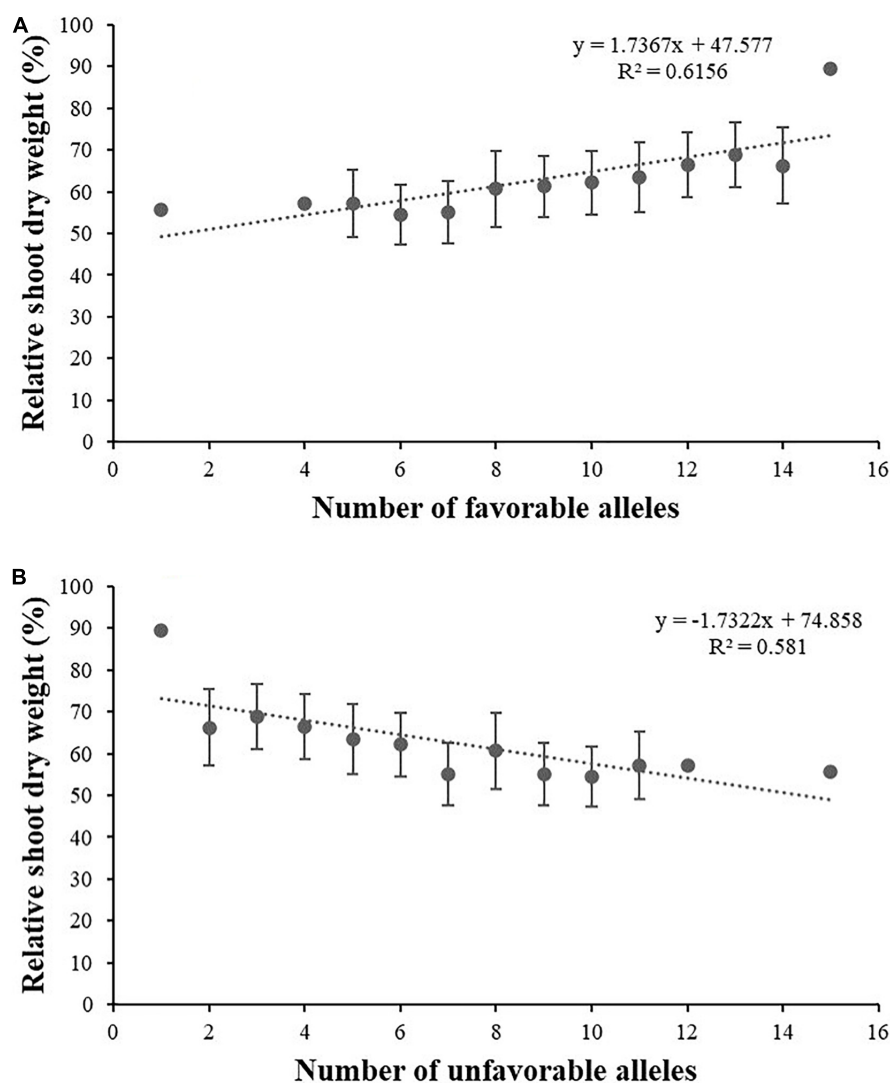 A
Relative shoot dry weight (%)
100
90
80
70
60
50
40
30
20
10
0
y = 1.7367x + 47.577
R² = 0.6156
0 2 4 6 8 10 12 14 16
Number of favorable alleles
B
Relative shoot dry weight (%)
100
90
80
70
60
50
40
30
20
10
0
y = -1.7322x + 74.858
R² = 0.581
0 2 4 6 8 10 12 14 16
Number of unfavorable alleles